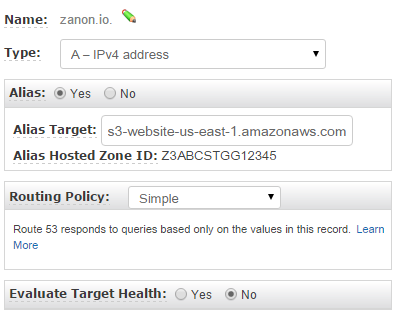 Name: zanon.io.
Type: A – IPv4 address
Alias: Yes No
Alias Target: s3-website-us-east-1.amazonaws.com
Alias Hosted Zone ID: Z3ABCSTGG12345
Routing Policy: Simple
Route 53 responds to queries based only on the values in this record. Learn
More
Evaluate Target Health: Yes No